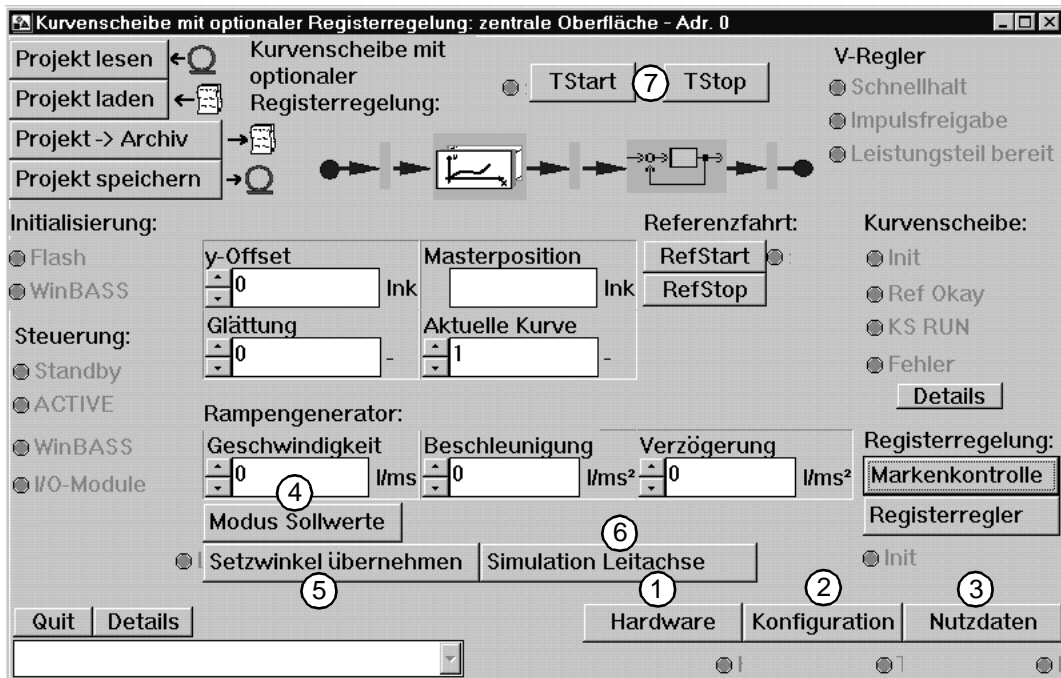 Kurvenscheibe mit optionaler Registerregelung: zentrale Oberfläche - Adr. 0
Projekt lesen
Projekt laden
Projekt -> Archiv
Projekt speichern
Kurvenscheibe mit
optionaler
Registerregelung:
TStart
7
TStop
V-Regler
Schnellhalt
Impulsfreigabe
Leistungsteil bereit
Initialisierung:
Flash
WinBASS
Steuerung:
Standby
ACTIVE
WinBASS
I/O-Module
y-Offset
0
Ink
Masterposition
Ink
Glättung
0
-
Aktuelle Kurve
1
-
Referenzfahrt:
RefStart
RefStop
Kurvenscheibe:
Init
Ref Okay
KS RUN
Fehler
Details
Rampengenerator:
Geschwindigkeit
0
I/ms
Beschleunigung
0
I/ms²
Verzögerung
0
I/ms²
4
Modus Sollwerte
Setzwinkel übernehmen
5
6
Simulation Leitachse
Registerregelung:
Markenkontrolle
Registerregler
Init
1
2
3
Quit
Details
Hardware
Konfiguration
Nutzdaten